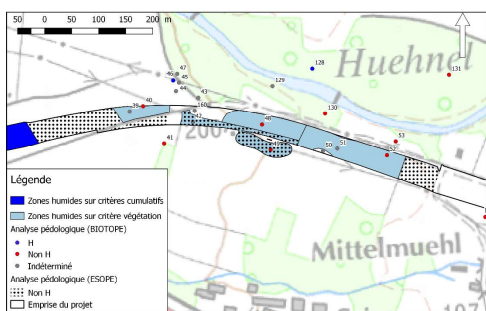 50 0 50 100 150 200 m
47
46
45
44
43
128
129
131
Huehnel
39
40
160
42
130
200
48
41
49
50
51
53
52
Mittelmuehl
Légende
Zones humides sur critères cumulatifs
Zones humides sur critère végétation
Analyse pédologique (BIOTOPE)
H
Non H
Indéterminé
Analyse pédologique (ESOPE)
Non H
Emprise du projet